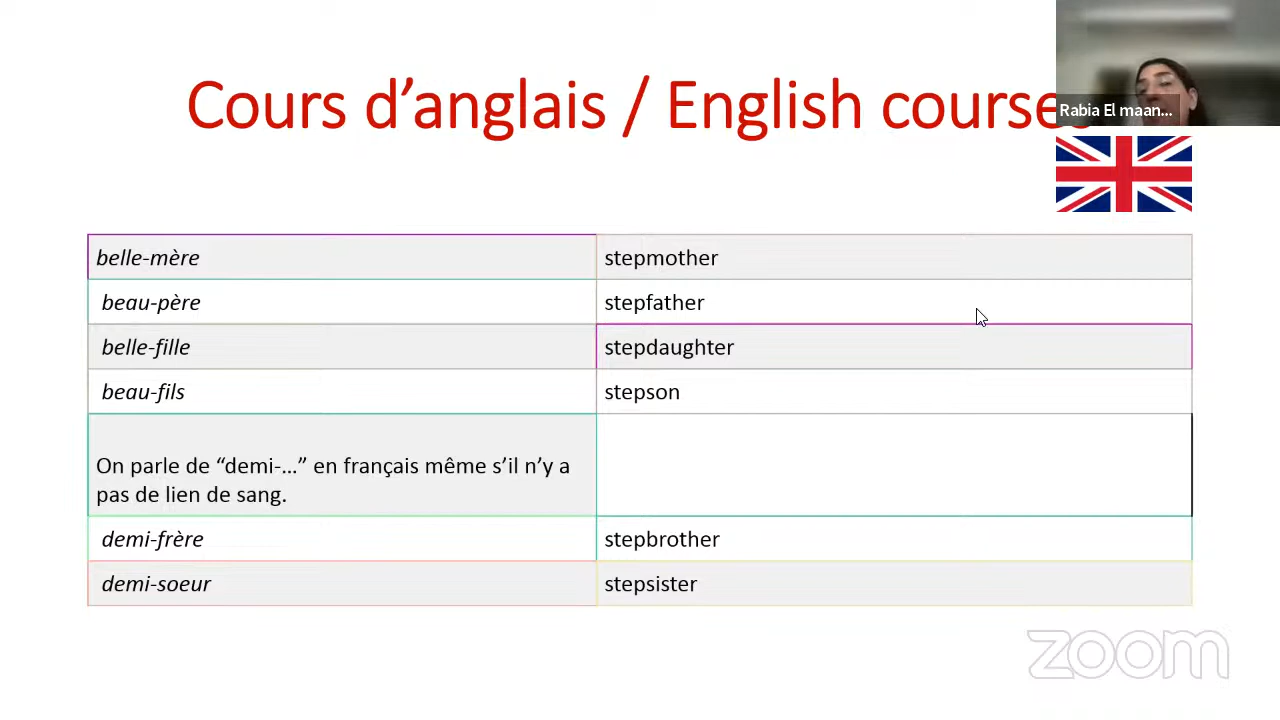 Cours d’anglais / English courses
Rabia El maan...
belle-mère stepmother
beau-père stepfather
belle-fille stepdaughter
beau-fils stepson
On parle de “demi-…” en français même s’il n’y a
pas de lien de sang.
demi-frère stepbrother
demi-soeur stepsister
zoom